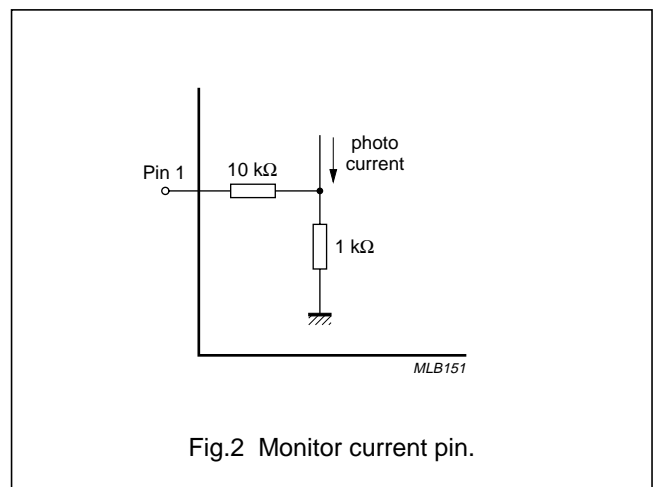 photo
current
Pin 1
10 kΩ
1 kΩ
MLB151
Fig.2 Monitor current pin.